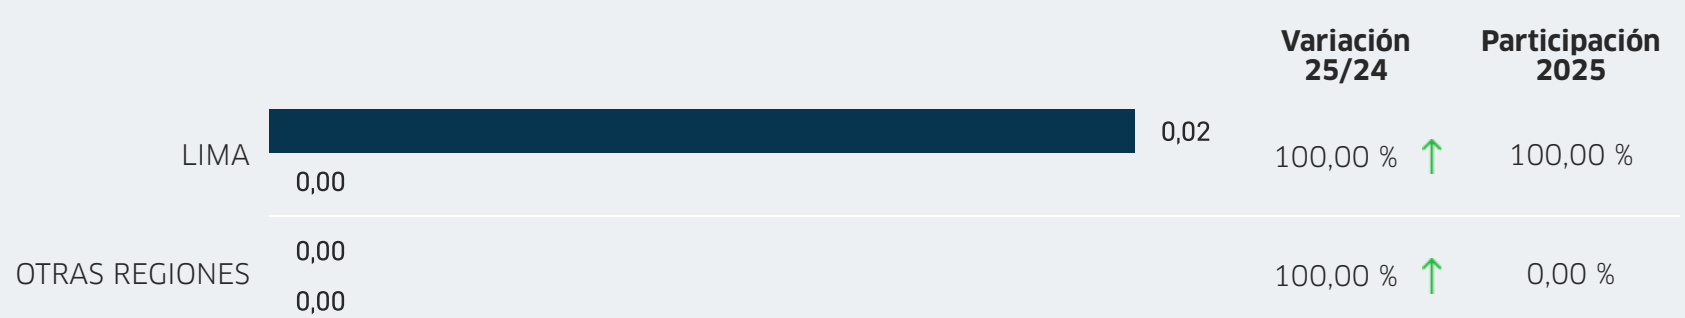 Variación
25/24
Participación
2025
LIMA
0,02
0,00
100,00 %
100,00 %
OTRAS REGIONES
0,00
0,00
100,00 %
0,00 %